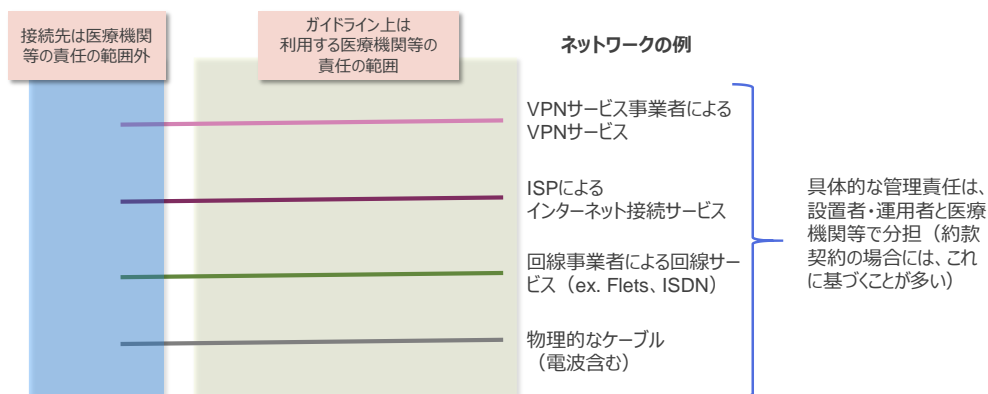 接続先は医療機関
等の責任の範囲外
ガイドライン上は
利用する医療機関等の
責任の範囲
ネットワークの例
VPNサービス事業者による
VPNサービス
ISPによる
インターネット接続サービス
回線事業者による回線サー
ビス（ex. Flets、ISDN）
物理的なケーブル
（電波含む）
具体的な管理責任は、
設置者・運用者と医療
機関等で分担（約款
契約の場合には、これ
に基づくことが多い）